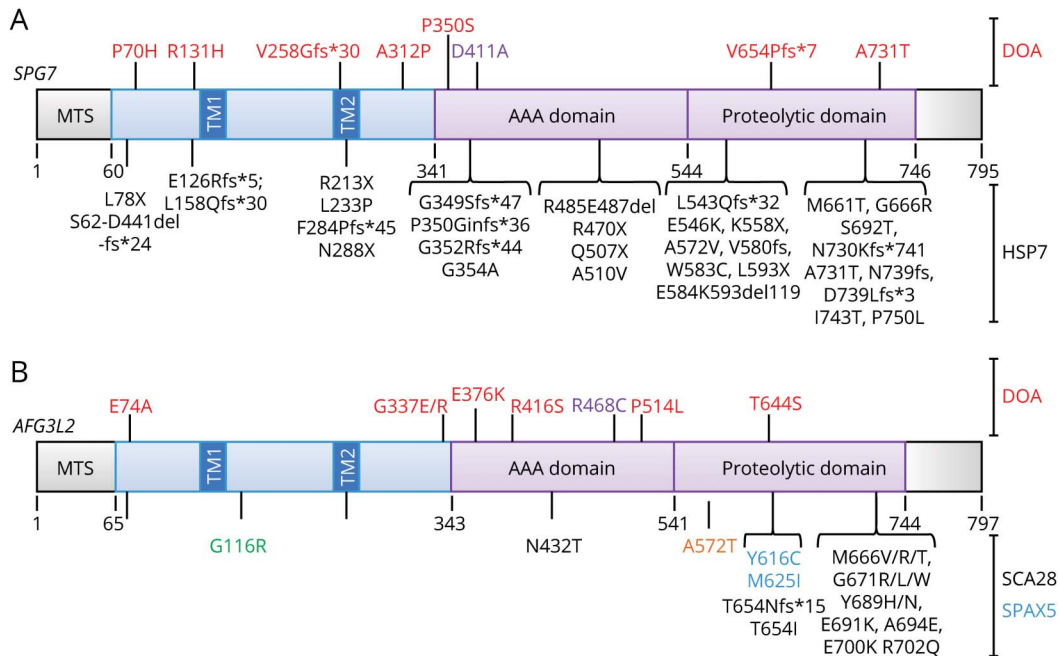 A
P350S
P70H R131H V258Gfs*30 A312P D411A V654Pfs*7 A731T DOA
SPG7
MTS TM1 TM2 AAA domain Proteolytic domain
1 60 341 544 746 795
L78X
S62-D441del
-fs*24
E126Rfs*5;
L158Qfs*30
R213X
L233P
F284Pfs*45
N288X
G349Sfs*47
P350Ginfs*36
G352Rfs*44
G354A
R485E487del
R470X
Q507X
A510V
L543Qfs*32
E546K, K558X,
A572V, V580fs,
W583C, L593X
E584K593del119
M661T, G666R
S692T,
N730Kfs*741
A731T, N739fs,
D739Lfs*3
I743T, P750L
HSP7
B
E74A G337E/R E376K R416S R468C P514L T644S DOA
AFG3L2
MTS TM1 TM2 AAA domain Proteolytic domain
1 65 343 541 744 797
G116R N432T A572T
Y616C
M625I
T654Nfs*15
T654I
M666V/R/T,
G671R/L/W
Y689H/N,
E691K, A694E,
E700K R702Q
SCA28
SPAX5